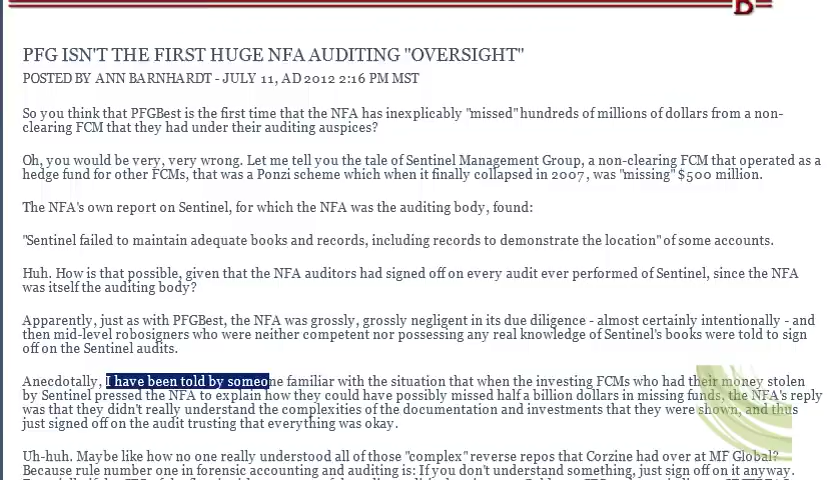 B
PFG ISN'T THE FIRST HUGE NFA AUDITING "OVERSIGHT"
POSTED BY ANN BARNHARDT - JULY 11, AD 2012 2:16 PM MST
So you think that PFGBest is the first time that the NFA has inexplicably "missed" hundreds of millions of dollars from a non-
clearing FCM that they had under their auditing auspices?
Oh, you would be very, very wrong. Let me tell you the tale of Sentinel Management Group, a non-clearing FCM that operated as a
hedge fund for other FCMs, that was a Ponzi scheme which when it finally collapsed in 2007, was "missing" $500 million.
The NFA's own report on Sentinel, for which the NFA was the auditing body, found:
"Sentinel failed to maintain adequate books and records, including records to demonstrate the location" of some accounts.
Huh. How is that possible, given that the NFA auditors had signed off on every audit ever performed of Sentinel, since the NFA
was itself the auditing body?
Apparently, just as with PFGBest, the NFA was grossly, grossly negligent in its due diligence - almost certainly intentionally - and
then mid-level robosigners who were neither competent nor possessing any real knowledge of Sentinel's books were told to sign
off on the Sentinel audits.
Anecdotally, I have been told by someone familiar with the situation that when the investing FCMs who had their money stolen
by Sentinel pressed the NFA to explain how they could have possibly missed half a billion dollars in missing funds, the NFA's reply
was that they didn't really understand the complexities of the documentation and investments that they were shown, and thus
just signed off on the audit trusting that everything was okay.
Uh-huh. Maybe like how no one really understood all of those "complex" reverse repos that Corzine had over at MF Global?
Because rule number one in forensic accounting and auditing is: If you don't understand something, just sign off on it anyway.